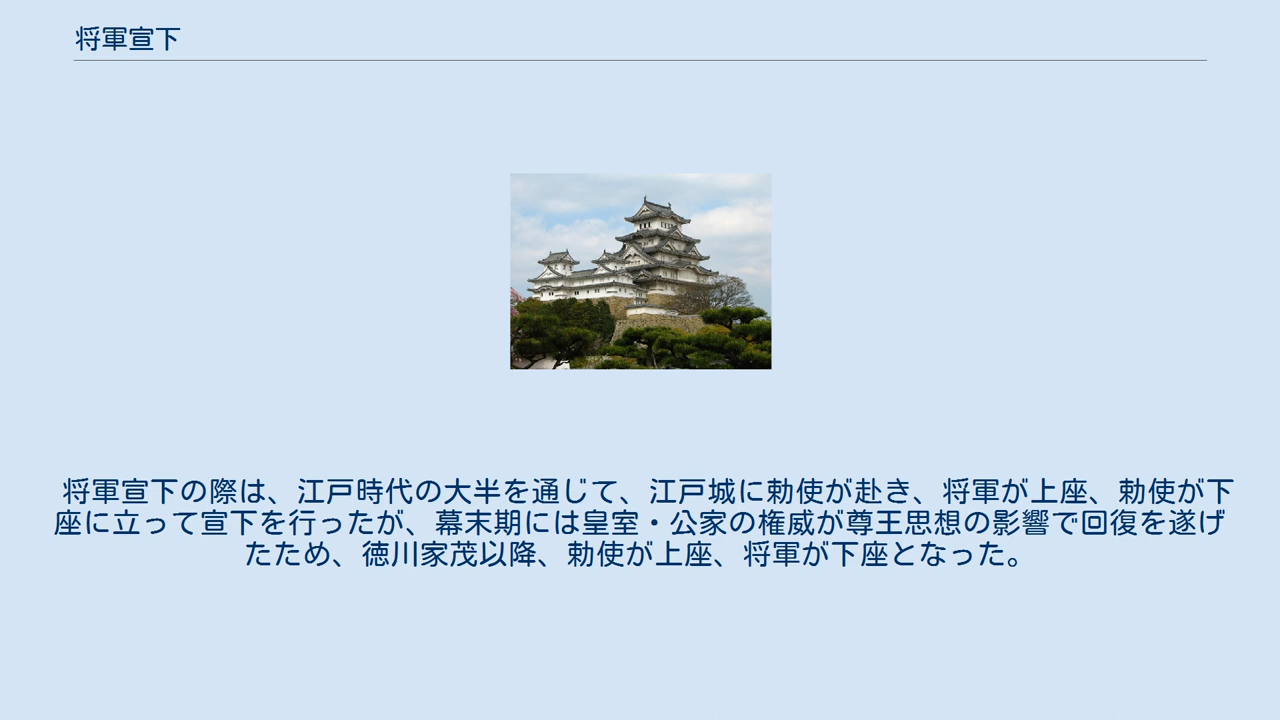 将軍宣下
将軍宣下の際は、江戸時代の大半を通じて、江戸城に勅使が赴き、将軍が上座、勅使が下
座に立って宣下を行ったが、幕末期には皇室・公家の権威が尊王思想の影響で回復を遂げ
たため、徳川家茂以降、勅使が上座、将軍が下座となった。